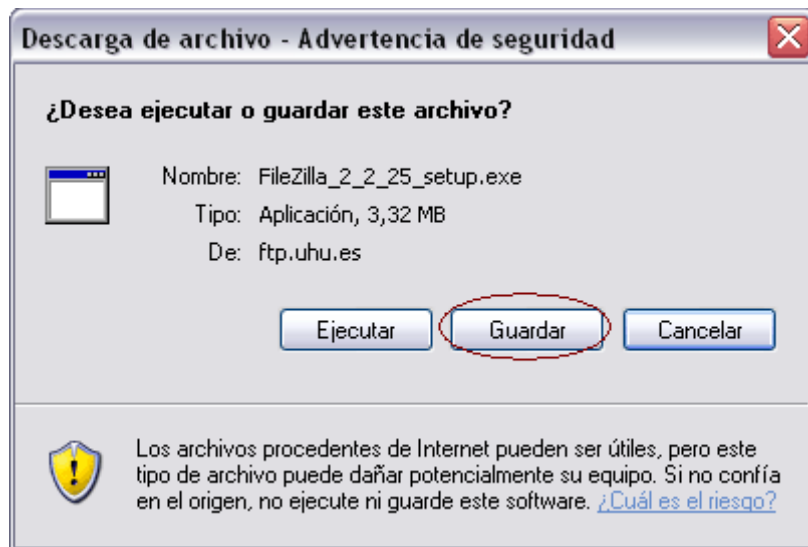 Descarga de archivo - Advertencia de seguridad
¿Desea ejecutar o guardar este archivo?
Nombre: FileZilla_2_2_25_setup.exe
Tipo: Aplicación, 3,32 MB
De: ftp.uhu.es
Ejecutar Guardar Cancelar
Los archivos procedentes de Internet pueden ser útiles, pero este
tipo de archivo puede dañar potencialmente su equipo. Si no confía
en el origen, no ejecute ni guarde este software. ¿Cuál es el riesgo?